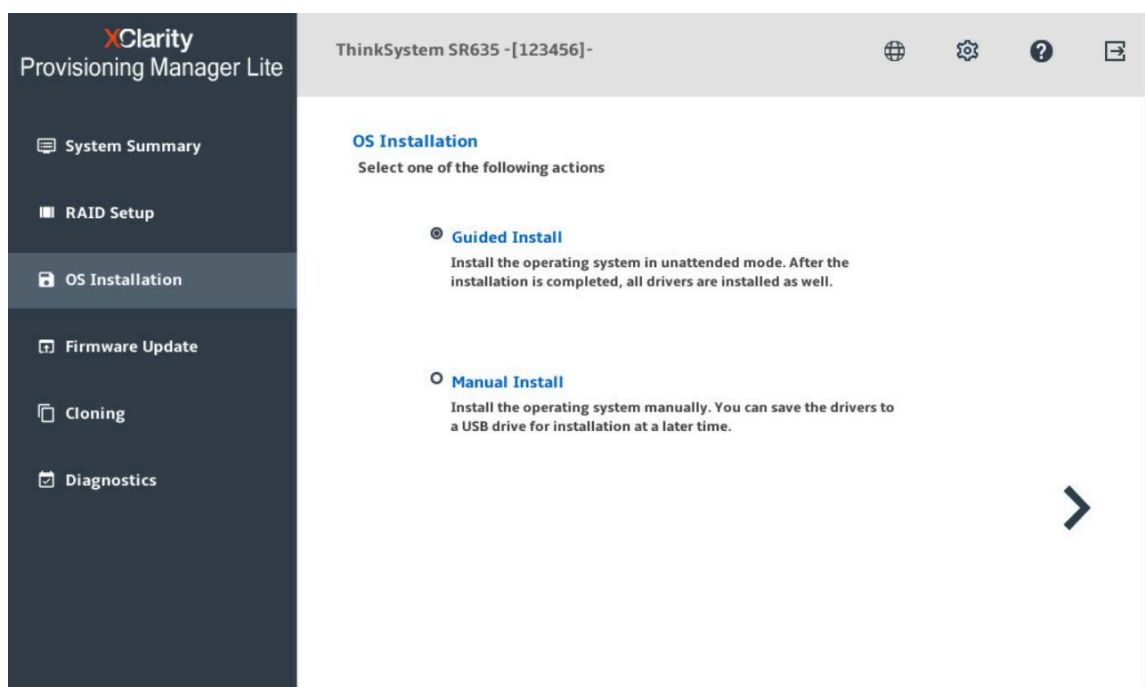 XClarity
Provisioning Manager Lite
ThinkSystem SR635 -[123456]-
System Summary
RAID Setup
OS Installation
Firmware Update
Cloning
Diagnostics
OS Installation
Select one of the following actions
Guided Install
Install the operating system in unattended mode. After the
installation is completed, all drivers are installed as well.
Manual Install
Install the operating system manually. You can save the drivers to
a USB drive for installation at a later time.